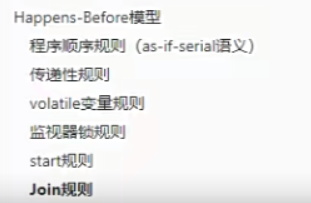 Happens-Before模型
程序顺序规则（as-if-serial语义）
传递性规则
volatile变量规则
监视器锁规则
start规则
Join规则